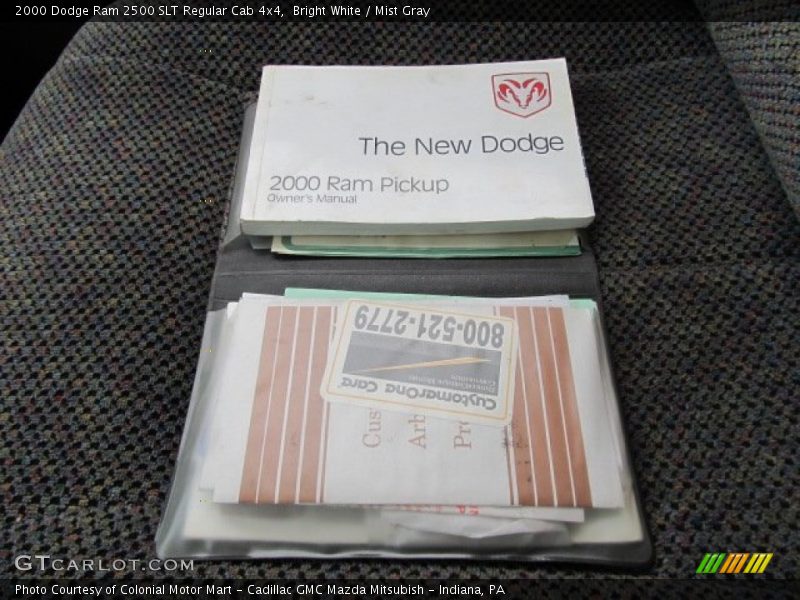 2000 Dodge Ram 2500 SLT Regular Cab 4x4, Bright White / Mist Gray
The New Dodge
2000 Ram Pickup
Owner's Manual
800-521-2779
CustomerOne Card
Cus
Arb
Pro
GTCARLOT.COM
Photo Courtesy of Colonial Motor Mart - Cadillac GMC Mazda Mitsubish - Indiana, PA